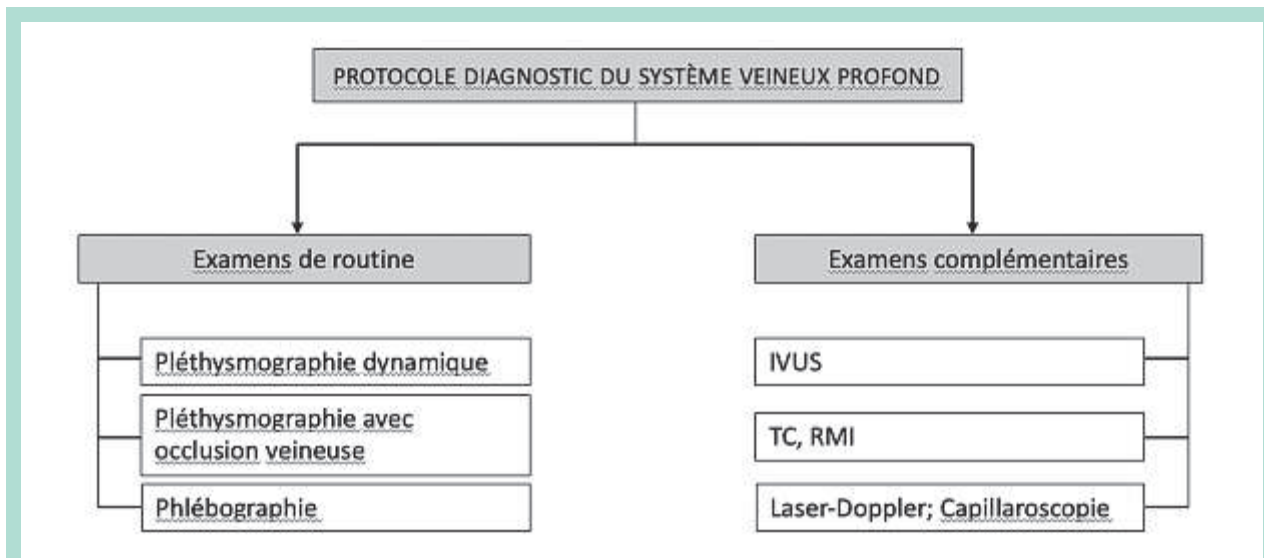 PROTOCOLE DIAGNOSTIC DU SYSTÈME VEINEUX PROFOND
Examens de routine
Pléthysmographie dynamique
Pléthysmographie avec
occlusion veineuse
Phlébographie
Examens complémentaires
IVUS
TC, RMI
Laser-Doppler; Capillaroscopie